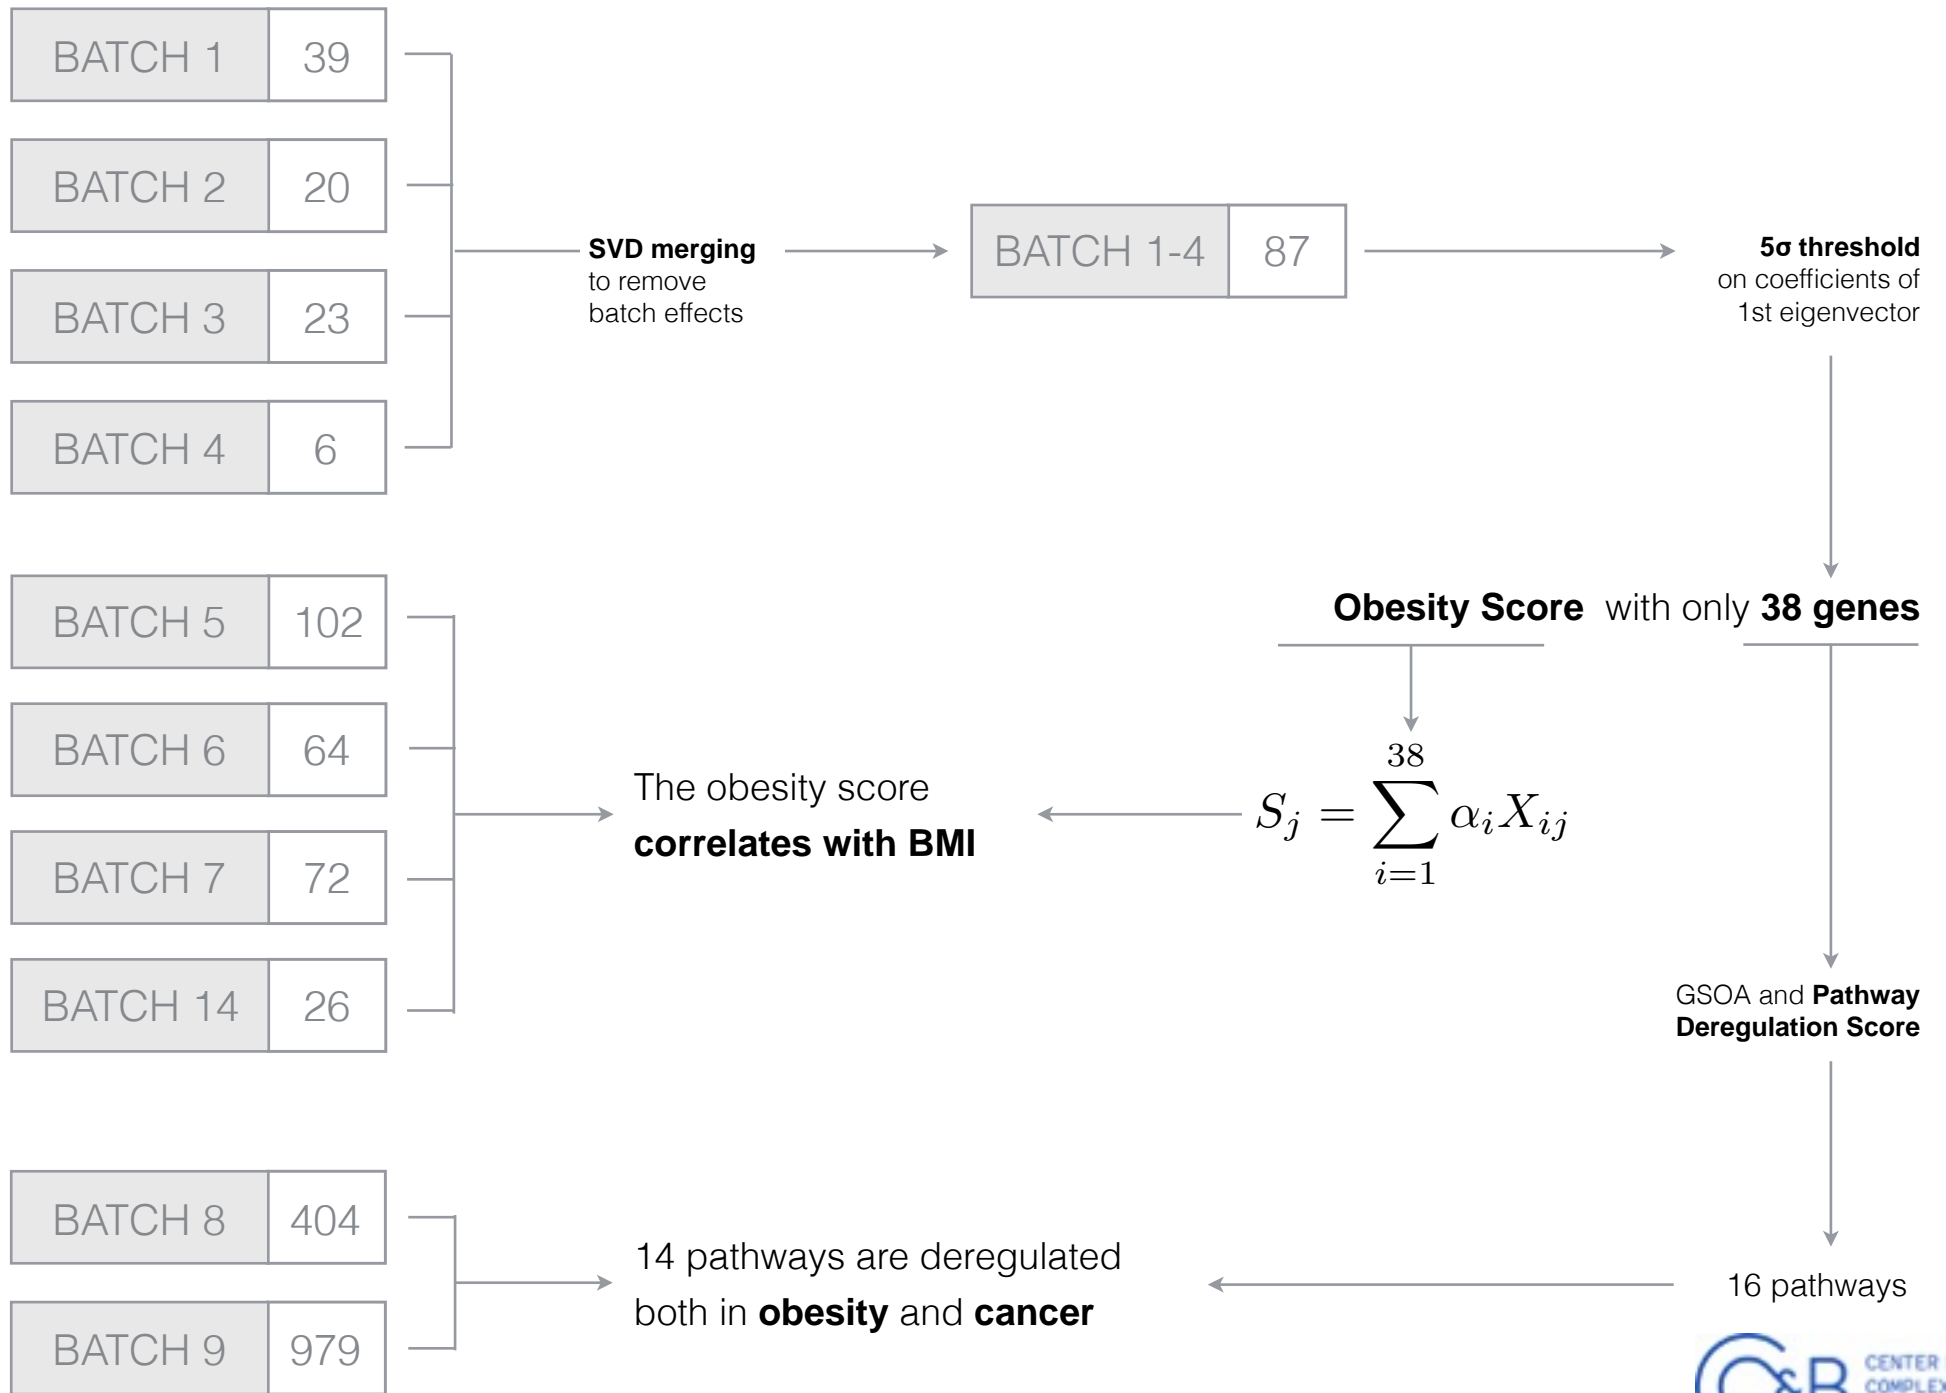 BATCH 1 39
BATCH 2 20
BATCH 3 23
BATCH 4 6
SVD merging
to remove
batch effects
BATCH 1-4 87
5σ threshold
on coefficients of
1st eigenvector
Obesity Score with only 38 genes
BATCH 5 102
BATCH 6 64
BATCH 7 72
BATCH 14 26
The obesity score
correlates with BMI
S_j = \sum_{i=1}^{38} α_i X_{ij}
GSOA and Pathway
Deregulation Score
BATCH 8 404
BATCH 9 979
14 pathways are deregulated
both in obesity and cancer
16 pathways
CENTER
COMPLEX